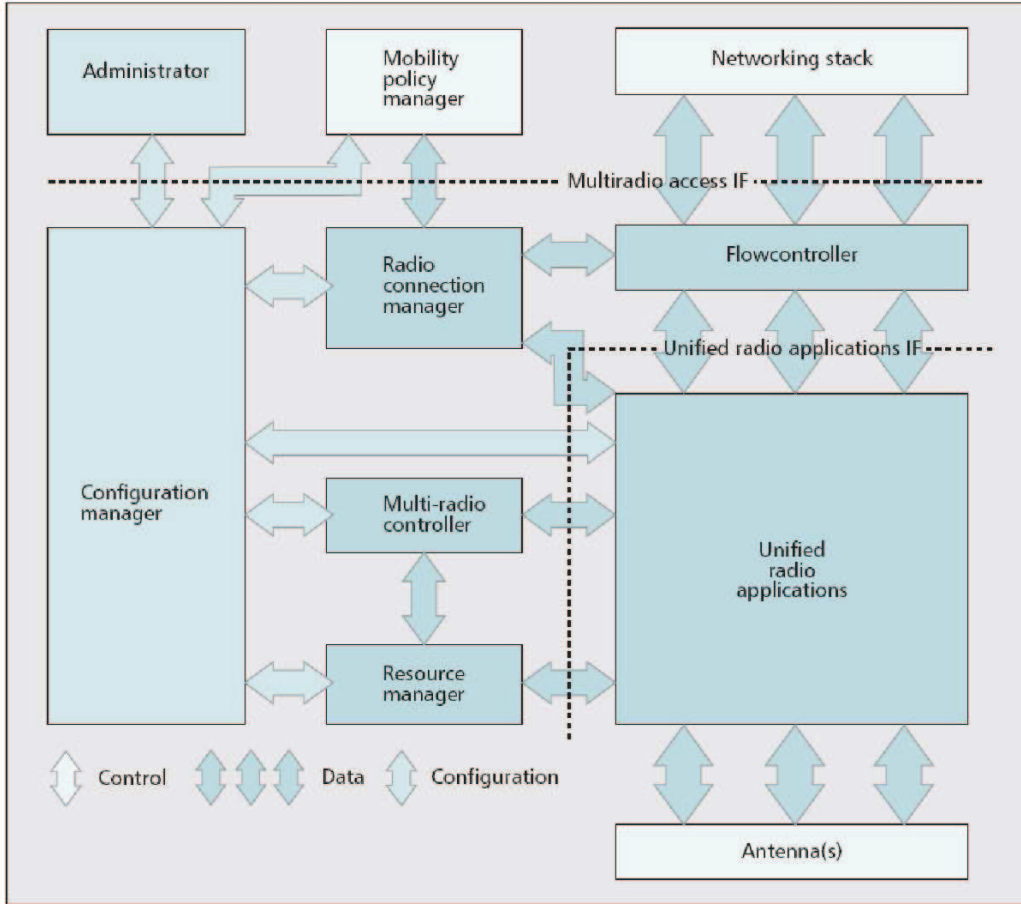 Administrator
Mobility
policy
manager
Networking stack
Multiradio access IF
Radio
connection
manager
Flowcontroller
Unified radio applications IF
Configuration
manager
Multi-radio
controller
Unified
radio
applications
Resource
manager
Control
Data
Configuration
Antenna(s)